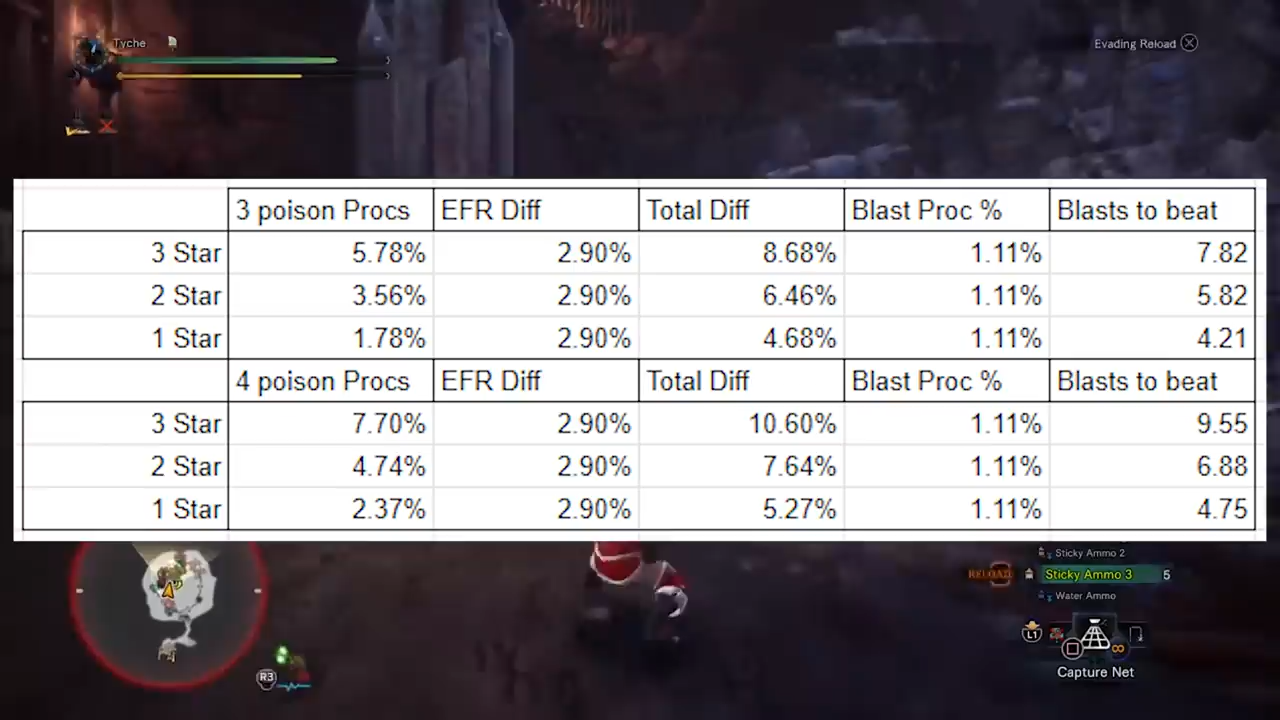 Tyche
Evading Reload
3 poison Procs EFR Diff Total Diff Blast Proc % Blasts to beat
3 Star 5.78% 2.90% 8.68% 1.11% 7.82
2 Star 3.56% 2.90% 6.46% 1.11% 5.82
1 Star 1.78% 2.90% 4.68% 1.11% 4.21
4 poison Procs EFR Diff Total Diff Blast Proc % Blasts to beat
3 Star 7.70% 2.90% 10.60% 1.11% 9.55
2 Star 4.74% 2.90% 7.64% 1.11% 6.88
1 Star 2.37% 2.90% 5.27% 1.11% 4.75
Sticky Ammo 2
RELOAD Sticky Ammo 3 5
Water Ammo
L1
R3
Capture Net